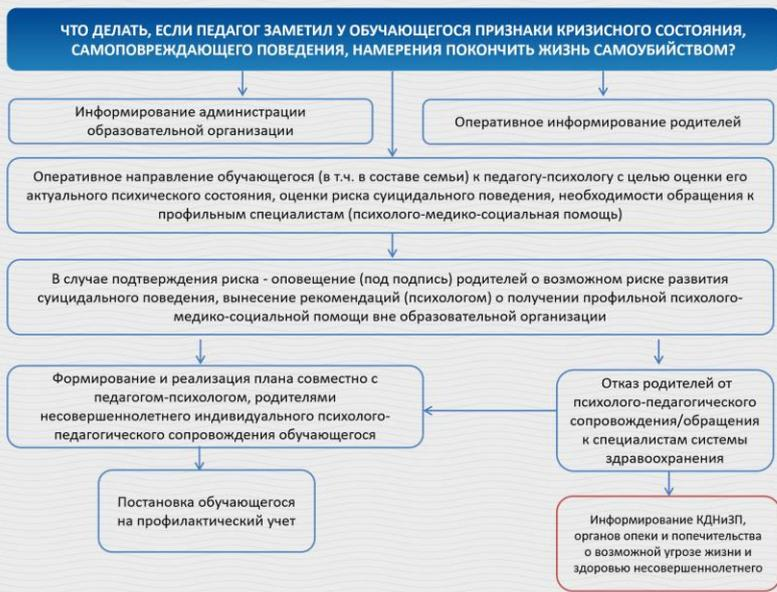 ЧТО ДЕЛАТЬ, ЕСЛИ ПЕДАГОГ ЗАМЕТИЛ У ОБУЧАЮЩЕГОСЯ ПРИЗНАКИ КРИЗИСНОГО СОСТОЯНИЯ,
САМОПОВРЕЖДАЮЩЕГО ПОВЕДЕНИЯ, НАМЕРЕНИЯ ПОКОНЧИТЬ ЖИЗНЬ САМОУБИЙСТВОМ?
Информирование администрации
образовательной организации
Оперативное информирование родителей
Оперативное направление обучающегося (в т.ч. в составе семьи) к педагогу-психологу с целью оценки его
актуального психического состояния, оценки риска суицидального поведения, необходимости обращения к
профильным специалистам (психолого-медико-социальная помощь)
В случае подтверждения риска - оповещение (под подпись) родителей о возможном риске развития
суицидального поведения, вынесение рекомендаций (психологом) о получении профильной психолого-
медико-социальной помощи вне образовательной организации
Формирование и реализация плана совместно с
педагогом-психологом, родителями
несовершеннолетнего индивидуального психолого-
педагогического сопровождения обучающегося
Отказ родителей от
психолого-педагогического
сопровождения/обращения
к специалистам системы
здравоохранения
Постановка обучающегося
на профилактический учет
Информирование КДНиЗП,
органов опеки и попечительства
о возможной угрозе жизни и
здоровью несовершеннолетнего